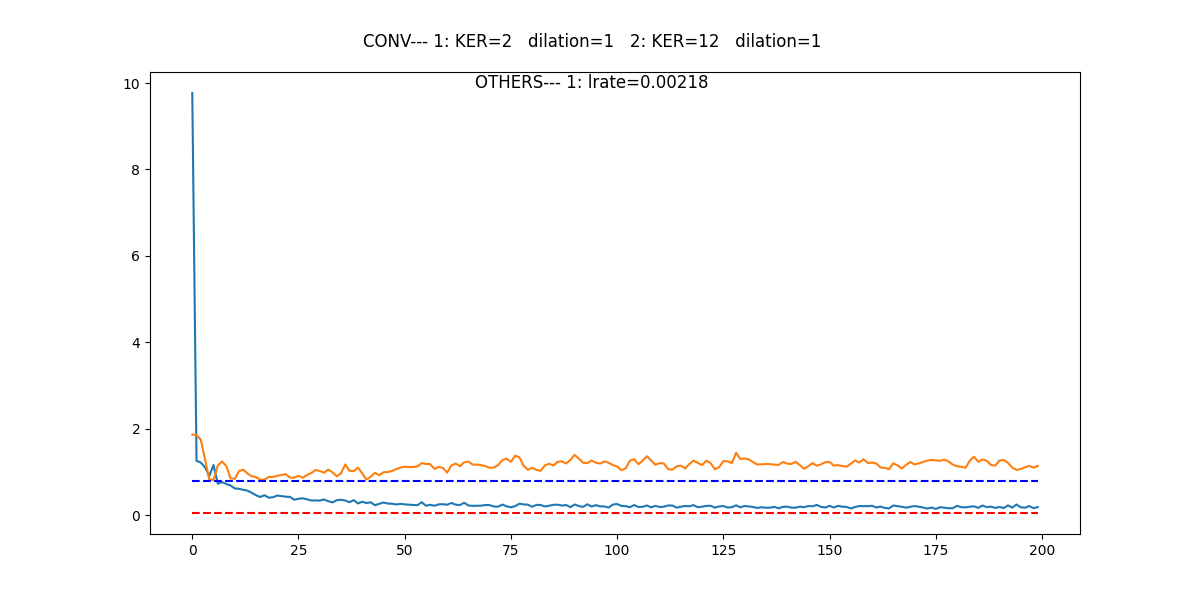 CONV--- 1: KER=2   dilation=1   2: KER=12   dilation=1
OTHERS--- 1: lrate=0.00218
10
8
6
4
2
0
0 25 50 75 100 125 150 175 200